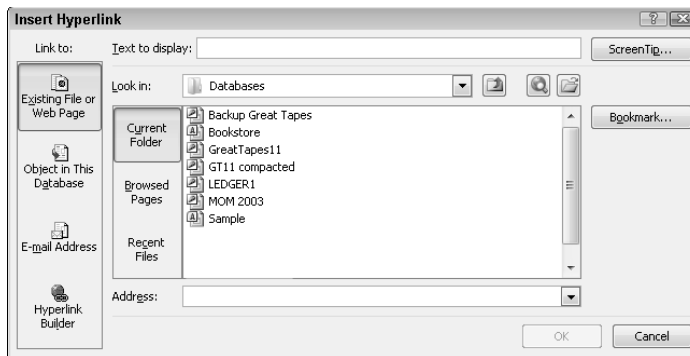 Insert Hyperlink
Link to:
Text to display:
ScreenTip...
Existing File or
Web Page
Look in:
Databases
Bookmark...
Current
Folder
Backup Great Tapes
Bookstore
GreatTapes11
GT11 compacted
LEDGER1
MOM 2003
Sample
Object in This
Database
Browsed
Pages
E-mail Address
Recent
Files
Hyperlink
Builder
Address:
OK
Cancel